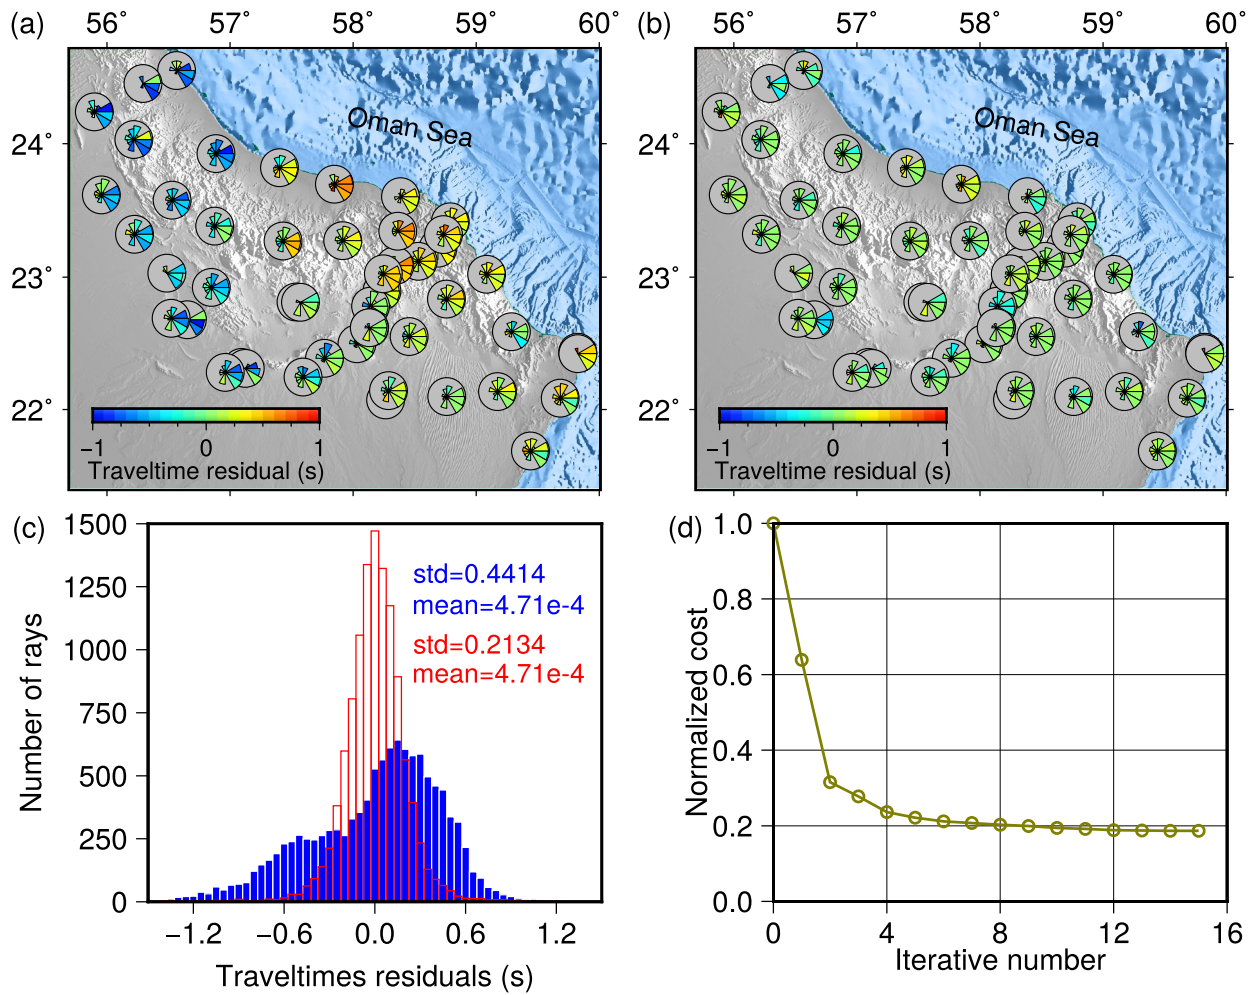 (a) 56° 57° 58° 59° 60°
24°
23°
22°
Oman Sea
−1 0 1
Traveltime residual (s)
(b) 56° 57° 58° 59° 60°
24°
23°
22°
Oman Sea
−1 0 1
Traveltime residual (s)
(c)
1500
1250
1000
750
500
250
0
Number of rays
std=0.4414
mean=4.71e-4
std=0.2134
mean=4.71e-4
−1.2 −0.6 0.0 0.6 1.2
Traveltimes residuals (s)
(d)
1.0
0.8
0.6
0.4
0.2
0.0
Normalized cost
0 4 8 12 16
Iterative number